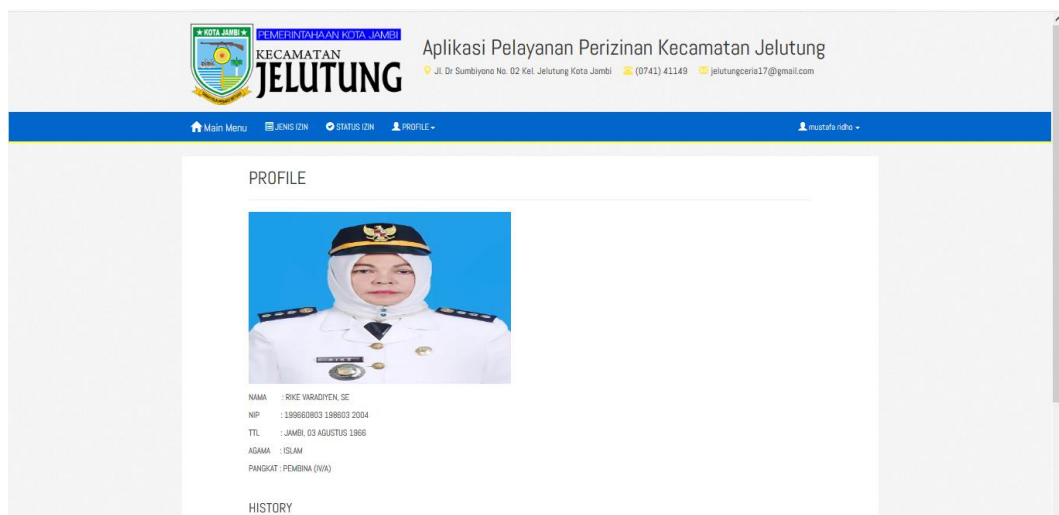 KOTA JAMBI
PEMERINTAHAAN KOTA JAMBI
KECAMATAN
JELUTUNG
Aplikasi Pelayanan Perizinan Kecamatan Jelutung
Jl. Dr Sumbiyono No. 02 Kel. Jelutung Kota Jambi (0741) 41149 jelutungceria17@gmail.com
Main Menu JENIS IZIN STATUS IZIN PROFILE mustafa ridho
PROFILE
RIKE
NAMA : RIKE VARADIYEN, SE
NIP : 199660803 198603 2004
TTL : JAMBI, 03 AGUSTUS 1966
AGAMA : ISLAM
PANGKAT : PEMBINA (IV/A)
HISTORY